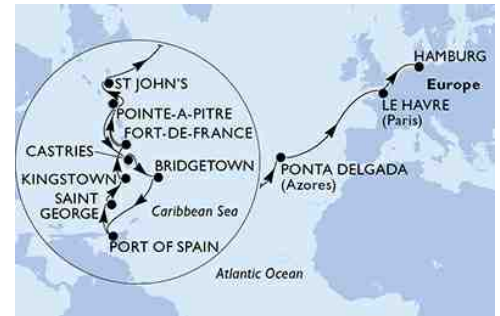 HAMBURG
Europe
LE HAVRE
(Paris)
ST JOHN'S
POINTE-A-PITRE
FORT-DE-FRANCE
CASTRIES
BRIDGETOWN
KINGSTOWN
SAINT
GEORGE
PONTA DELGADA
(Azores)
Caribbean Sea
PORT OF SPAIN
Atlantic Ocean